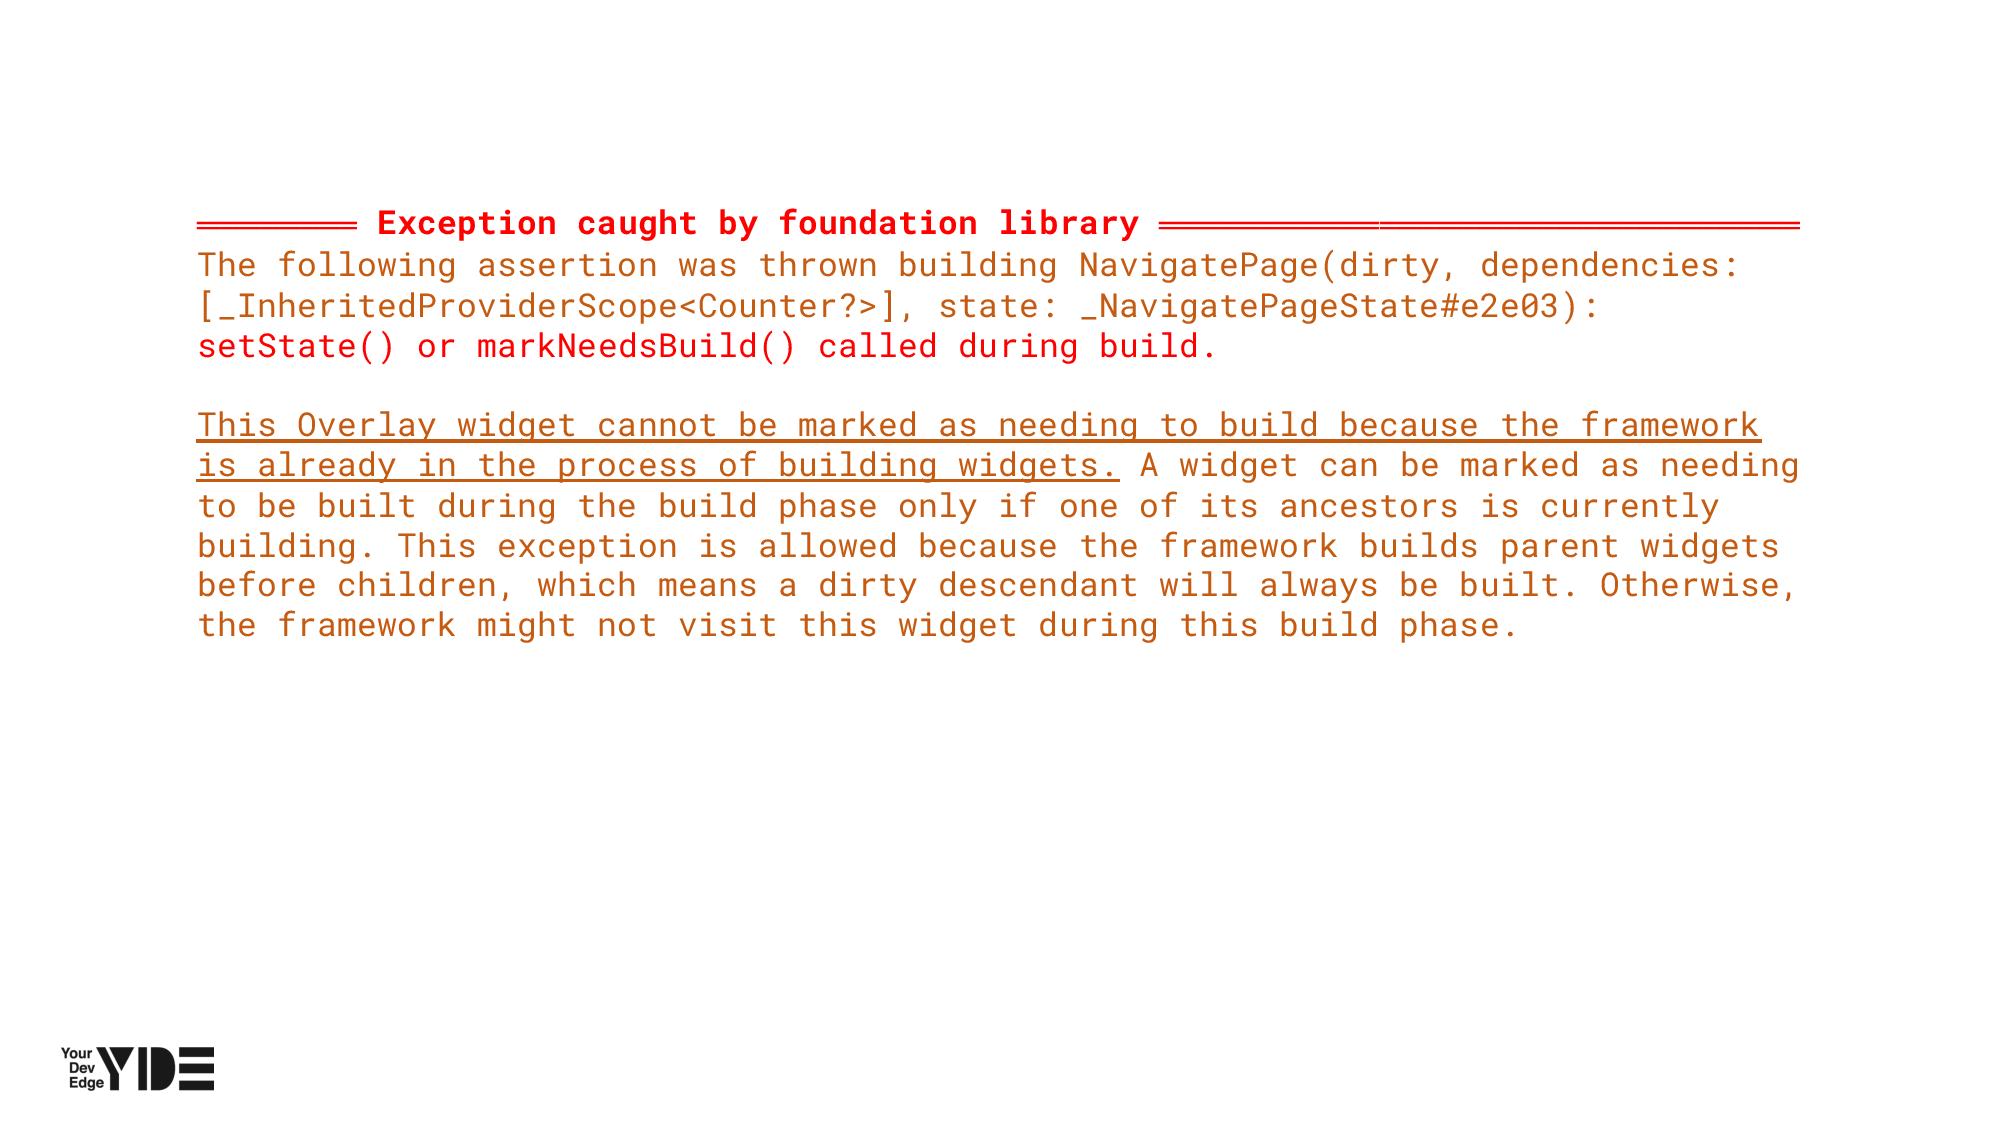 ════════ Exception caught by foundation library ════════════════════════════════
The following assertion was thrown building NavigatePage(dirty, dependencies:
[_InheritedProviderScope<Counter?>], state: _NavigatePageState#e2e03):
setState() or markNeedsBuild() called during build.

This Overlay widget cannot be marked as needing to build because the framework
is already in the process of building widgets. A widget can be marked as needing
to be built during the build phase only if one of its ancestors is currently
building. This exception is allowed because the framework builds parent widgets
before children, which means a dirty descendant will always be built. Otherwise,
the framework might not visit this widget during this build phase.
Your
Dev
Edge
YDE